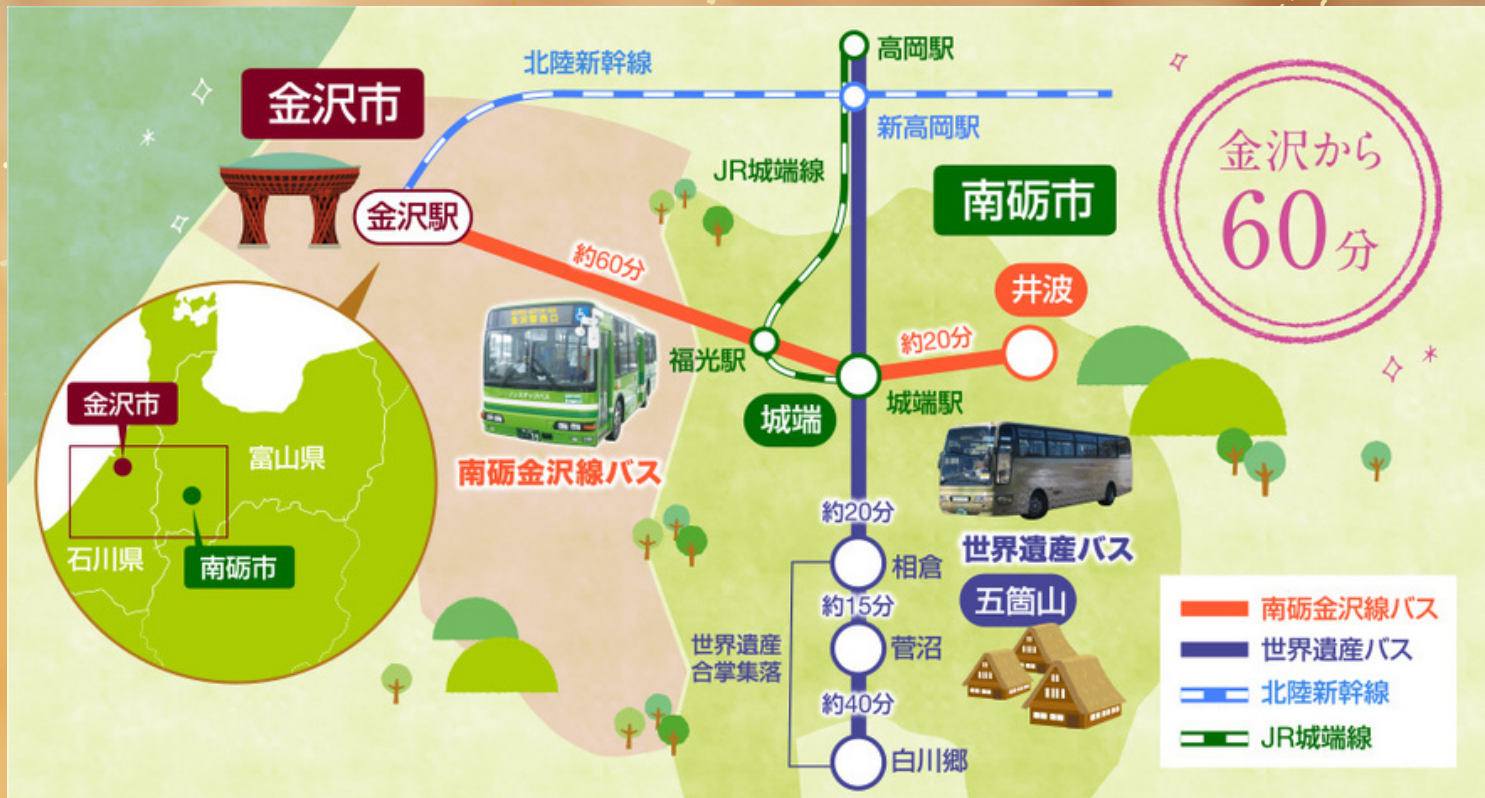 北陸新幹線
高岡駅
金沢市
新高岡駅
金沢から
60分
JR城端線
南砺市
金沢駅
約60分
井波
約20分
福光駅
城端駅
城端
南砺金沢線バス
世界遺産バス
金沢市
富山県
石川県
南砺市
約20分
相倉
五箇山
約15分
世界遺産
合掌集落
菅沼
約40分
白川郷
南砺金沢線バス
世界遺産バス
北陸新幹線
JR城端線